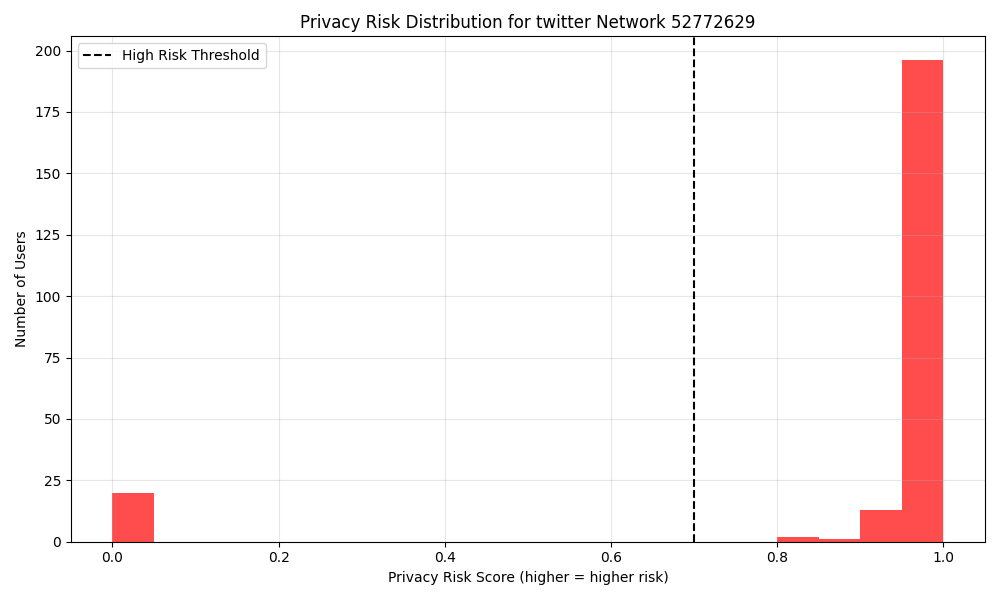 Privacy Risk Distribution for twitter Network 52772629
High Risk Threshold
200
175
150
125
100
75
50
25
0
Number of Users
0.0 0.2 0.4 0.6 0.8 1.0
Privacy Risk Score (higher = higher risk)